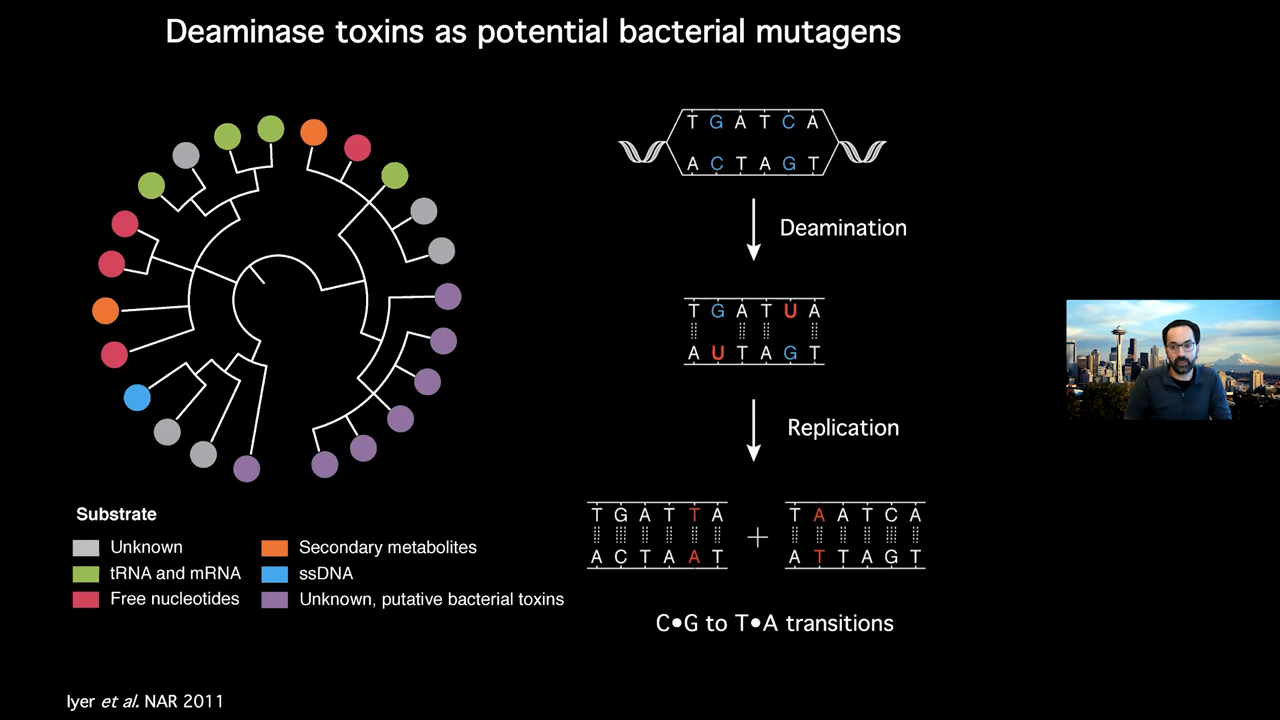 Deaminase toxins as potential bacterial mutagens
T G A T C A
A C T A G T
Deamination
T G A T U A
A U T A G T
Replication
T G A T T A
A C T A A T
+
T A A T C A
A T T A G T
C•G to T•A transitions
Substrate
Unknown
tRNA and mRNA
Free nucleotides
Secondary metabolites
ssDNA
Unknown, putative bacterial toxins
Iyer et al. NAR 2011